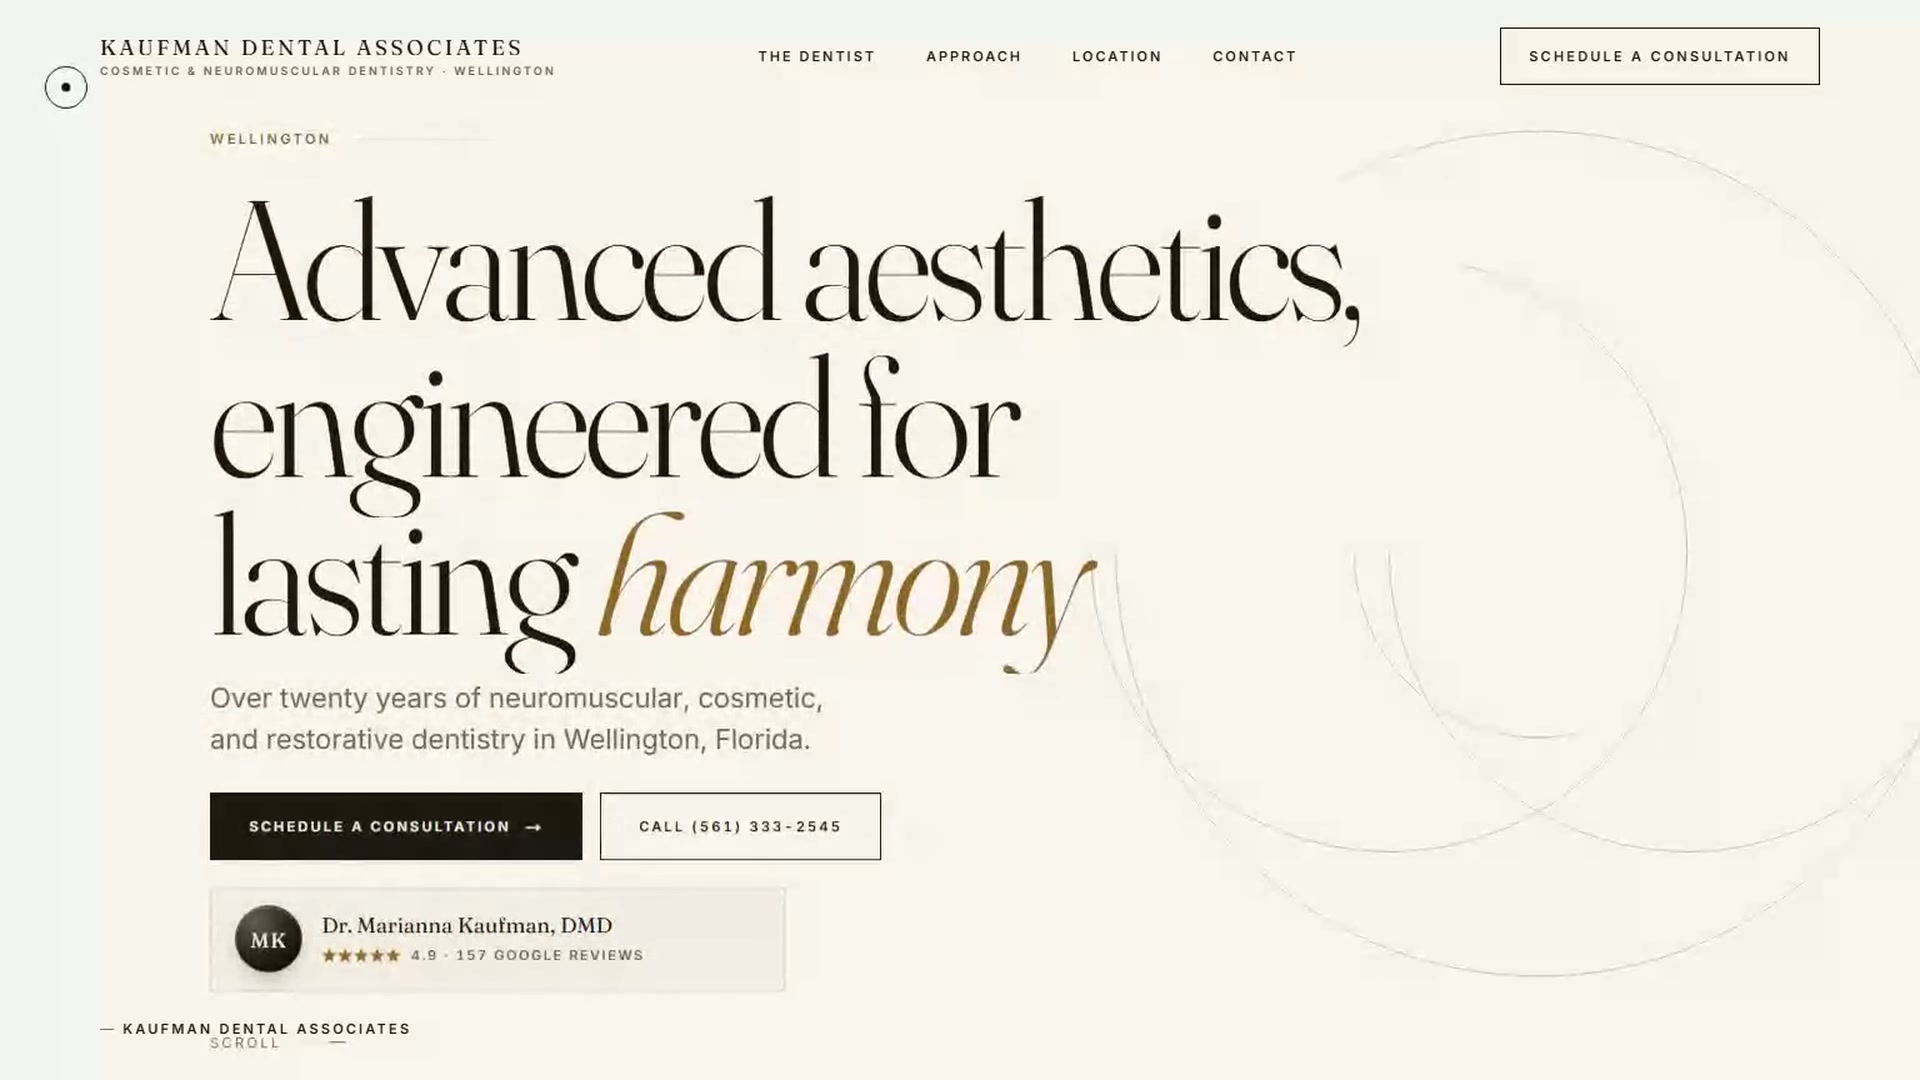 KAUFMAN DENTAL ASSOCIATES
COSMETIC & NEUROMUSCULAR DENTISTRY · WELLINGTON
THE DENTIST
APPROACH
LOCATION
CONTACT
SCHEDULE A CONSULTATION
WELLINGTON
Advanced aesthetics,
engineered for
lasting harmony
Over twenty years of neuromuscular, cosmetic,
and restorative dentistry in Wellington, Florida.
SCHEDULE A CONSULTATION →
CALL (561) 333-2545
MK
Dr. Marianna Kaufman, DMD
★★★★★ 4.9 · 157 GOOGLE REVIEWS
— KAUFMAN DENTAL ASSOCIATES
SCROLL —